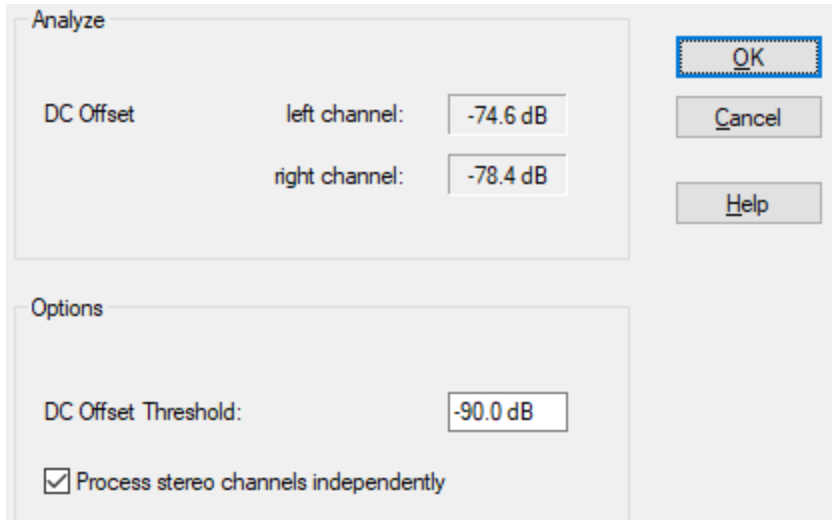 Analyze
OK
DC Offset left channel: -74.6 dB
Cancel
right channel: -78.4 dB
Help
Options
DC Offset Threshold: -90.0 dB
Process stereo channels independently